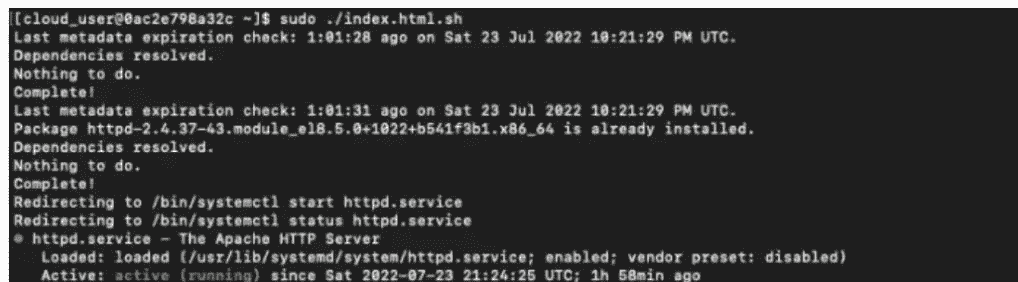 [[cloud_user@0ac2e798a32c ~]$ sudo ./index.html.sh
Last metadata expiration check: 1:01:28 ago on Sat 23 Jul 2022 10:21:29 PM UTC.
Dependencies resolved.
Nothing to do.
Complete!
Last metadata expiration check: 1:01:31 ago on Sat 23 Jul 2022 10:21:29 PM UTC.
Package httpd-2.4.37-43.module_el8.5.0+1022+b541f3b1.x86_64 is already installed.
Dependencies resolved.
Nothing to do.
Complete!
Redirecting to /bin/systemctl start httpd.service
Redirecting to /bin/systemctl status httpd.service
● httpd.service - The Apache HTTP Server
Loaded: loaded (/usr/lib/systemd/system/httpd.service; enabled; vendor preset: disabled)
Active: active (running) since Sat 2022-07-23 21:24:25 UTC; 1h 58min ago